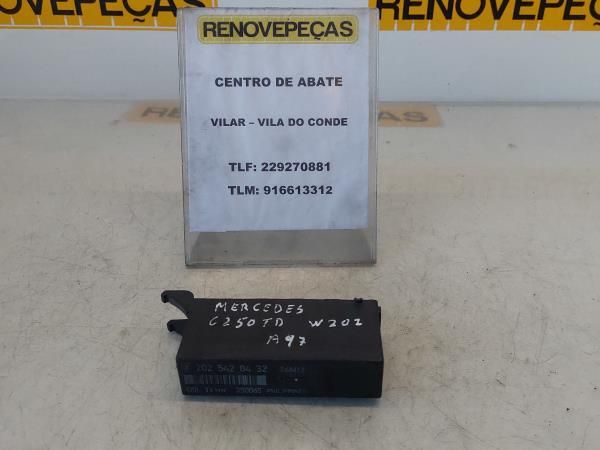 RENOVEPEÇAS
CENTRO DE ABATE
VILAR – VILA DO CONDE
TLF: 229270881
TLM: 916613312
MERCEDES
C250TD W202
A97
202 542 04 32